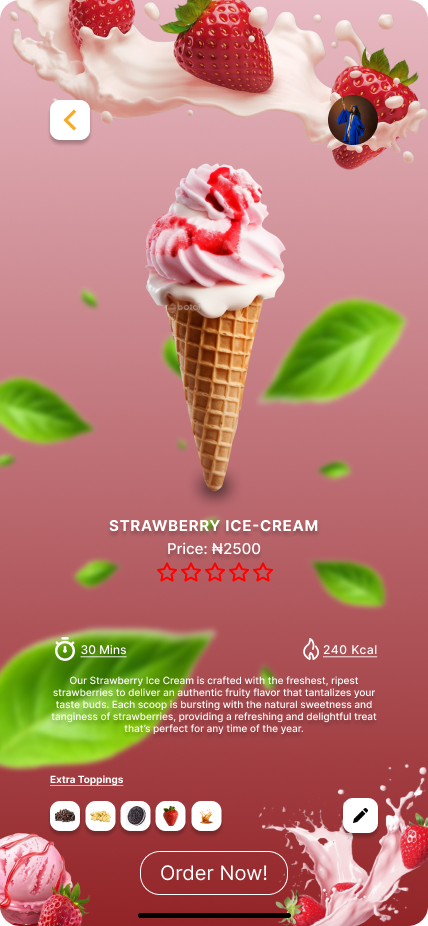 STRAWBERRY ICE-CREAM
Price: ₦2500
30 Mins
240 Kcal
Our Strawberry Ice Cream is crafted with the freshest, ripest
strawberries to deliver an authentic fruity flavor that tantalizes your
taste buds. Each scoop is bursting with the natural sweetness and
tanginess of strawberries, providing a refreshing and delightful treat
that's perfect for any time of the year.
Extra Toppings
Order Now!